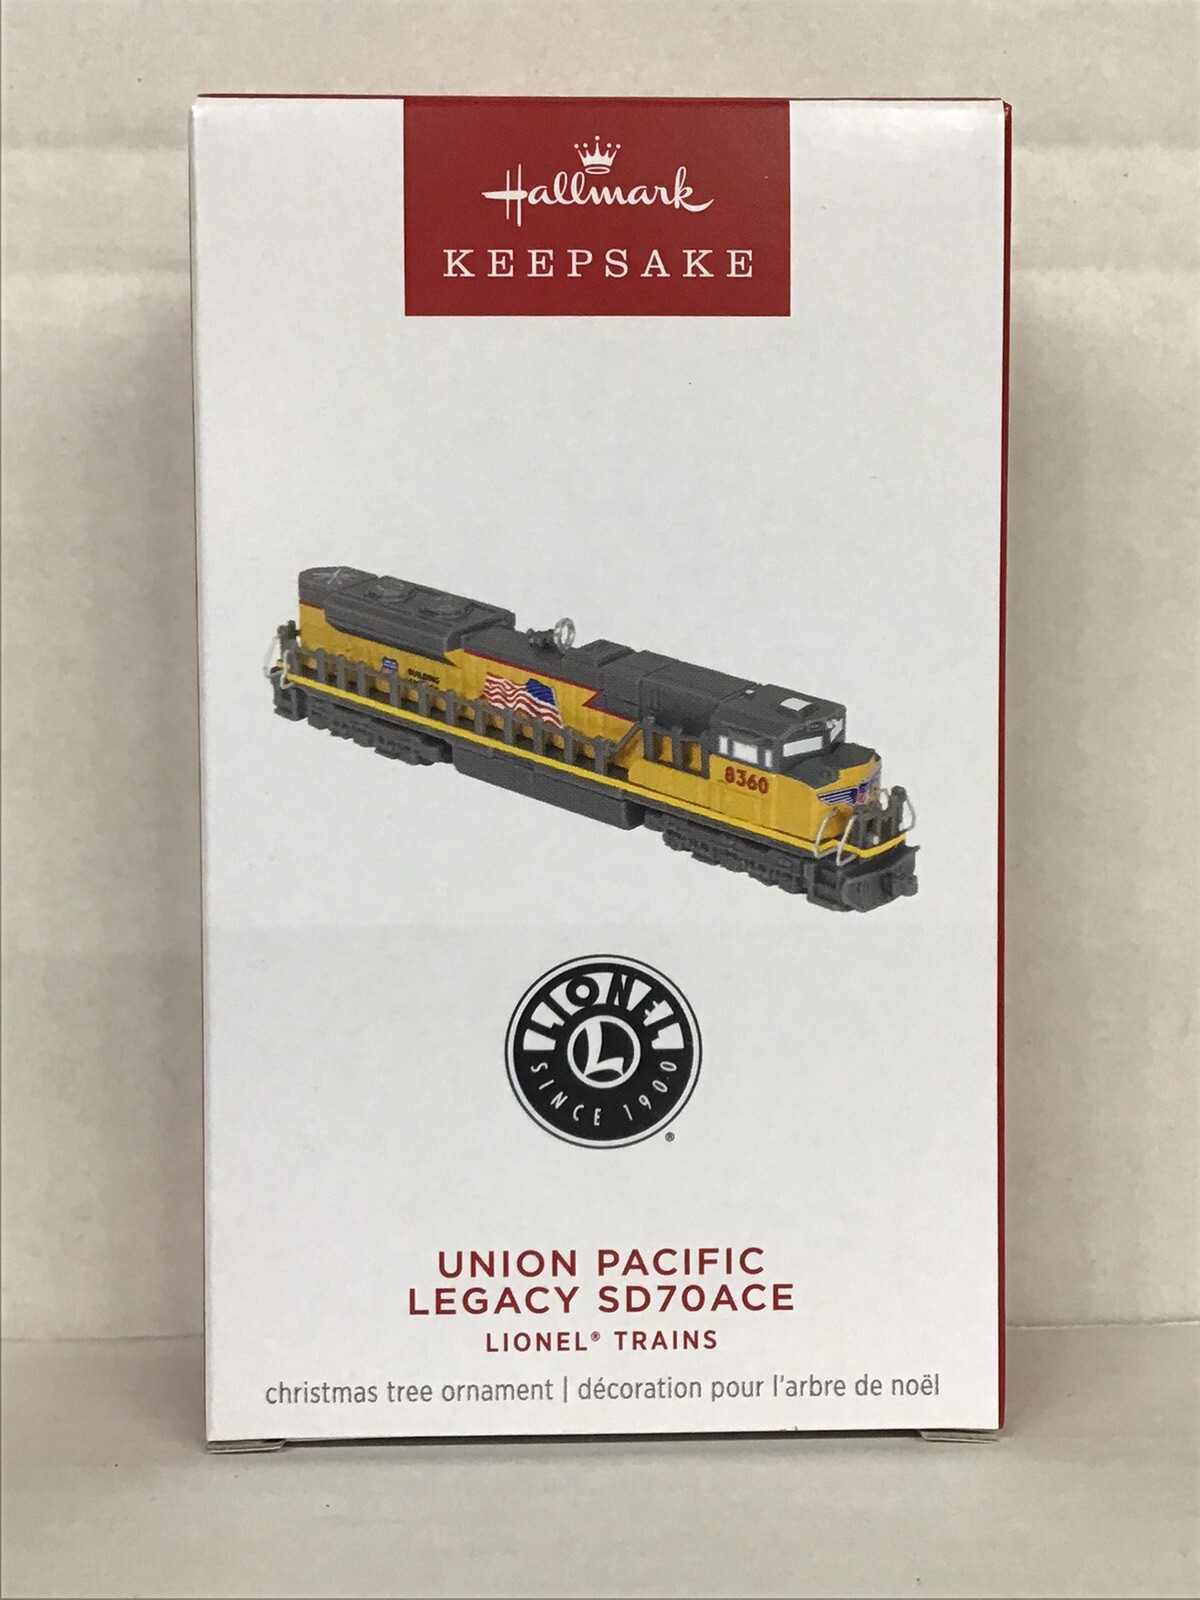 Hallmark
KEEPSAKE
BUILDING
8360
LIONEL
L
SINCE 1900
®
UNION PACIFIC
LEGACY SD70ACE
LIONEL® TRAINS
christmas tree ornament | décoration pour l'arbre de noël